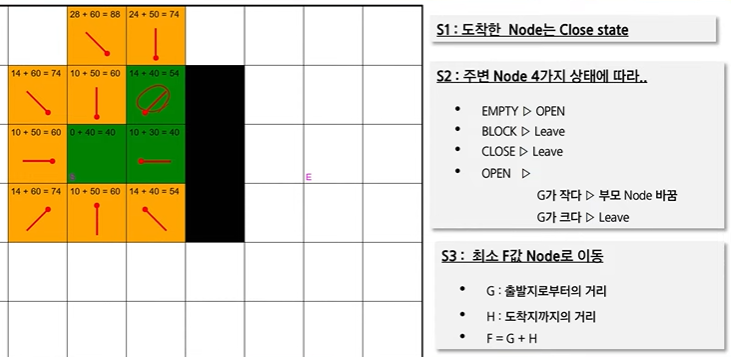 28 + 60 = 88
24 + 50 = 74
14 + 60 = 74
10 + 50 = 60
14 + 40 = 54
10 + 50 = 60
0 + 40 = 40
10 + 30 = 40
S
E
14 + 60 = 74
10 + 50 = 60
14 + 40 = 54
S1 : 도착한 Node는 Close state
S2 : 주변 Node 4가지 상태에 따라..
• EMPTY ▷ OPEN
• BLOCK ▷ Leave
• CLOSE ▷ Leave
• OPEN ▷
G가 작다 ▷ 부모 Node 바꿈
G가 크다 ▷ Leave
S3 : 최소 F값 Node로 이동
• G : 출발지로부터의 거리
• H : 도착지까지의 거리
• F = G + H